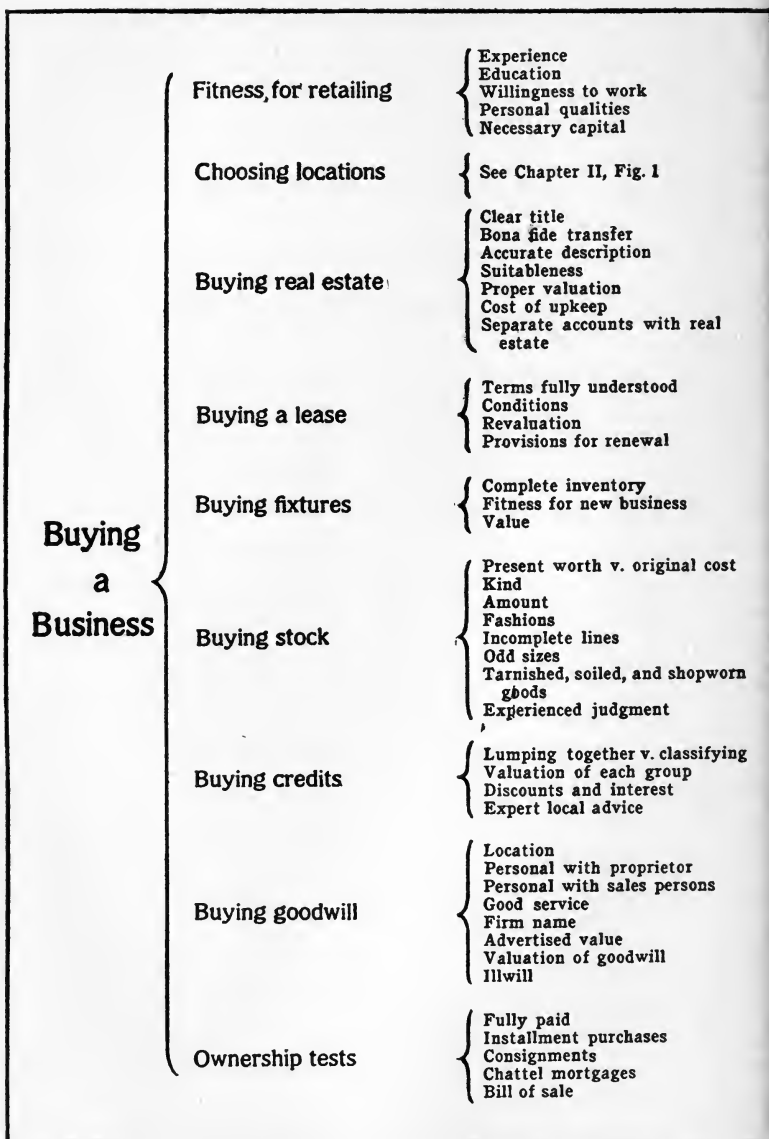 Fitness, for retailing
Experience
Education
Willingness to work
Personal qualities
Necessary capital
Choosing locations
See Chapter II, Fig. 1
Buying real estate
Clear title
Bona fide transfer
Accurate description
Suitableness
Proper valuation
Cost of upkeep
Separate accounts with real
estate
Buying a lease
Terms fully understood
Conditions
Revaluation
Provisions for renewal
Buying fixtures
Complete inventory
Fitness for new business
Value
Buying
a
Business
Buying stock
Present worth v. original cost
Kind
Amount
Fashions
Incomplete lines
Odd sizes
Tarnished, soiled, and shopworn
goods
Experienced judgment
Buying credits
Lumping together v. classifying
Valuation of each group
Discounts and interest
Expert local advice
Buying goodwill
Location
Personal with proprietor
Personal with sales persons
Good service
Firm name
Advertised value
Valuation of goodwill
Illwill
Ownership tests
Fully paid
Installment purchases
Consignments
Chattel mortgages
Bill of sale